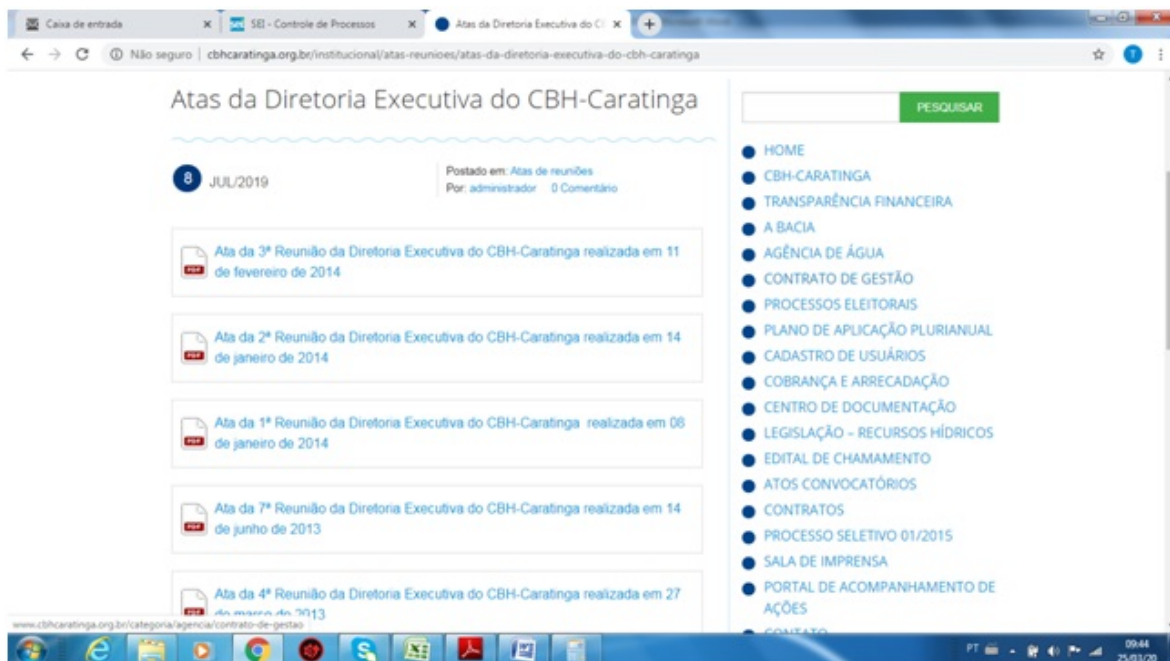 Caixa de entrada
SEI - Controle de Processos
Atas da Diretoria Executiva do C
Não seguro | cbhcaratinga.org.br/institucional/atas-reunioes/atas-da-diretoria-executiva-do-cbh-caratinga
Atas da Diretoria Executiva do CBH-Caratinga
8 JUL/2019
Postado em: Atas de reuniões
Por: administrador 0 Comentário
Ata da 3ª Reunião da Diretoria Executiva do CBH-Caratinga realizada em 11
de fevereiro de 2014
Ata da 2ª Reunião da Diretoria Executiva do CBH-Caratinga realizada em 14
de janeiro de 2014
Ata da 1ª Reunião da Diretoria Executiva do CBH-Caratinga realizada em 08
de janeiro de 2014
Ata da 7ª Reunião da Diretoria Executiva do CBH-Caratinga realizada em 14
de junho de 2013
Ata da 4ª Reunião da Diretoria Executiva do CBH-Caratinga realizada em 27
de março de 2013
PESQUISAR
HOME
CBH-CARATINGA
TRANSPARÊNCIA FINANCEIRA
A BACIA
AGÊNCIA DE ÁGUA
CONTRATO DE GESTÃO
PROCESSOS ELEITORAIS
PLANO DE APLICAÇÃO PLURIANUAL
CADASTRO DE USUÁRIOS
COBRANÇA E ARRECADAÇÃO
CENTRO DE DOCUMENTAÇÃO
LEGISLAÇÃO – RECURSOS HÍDRICOS
EDITAL DE CHAMAMENTO
ATOS CONVOCATÓRIOS
CONTRATOS
PROCESSO SELETIVO 01/2015
SALA DE IMPRENSA
PORTAL DE ACOMPANHAMENTO DE
AÇÕES
CONTATO
www.cbhcaratinga.org.br/categoria/agencia/contrato-de-gestao
PT
09:44
25/03/20